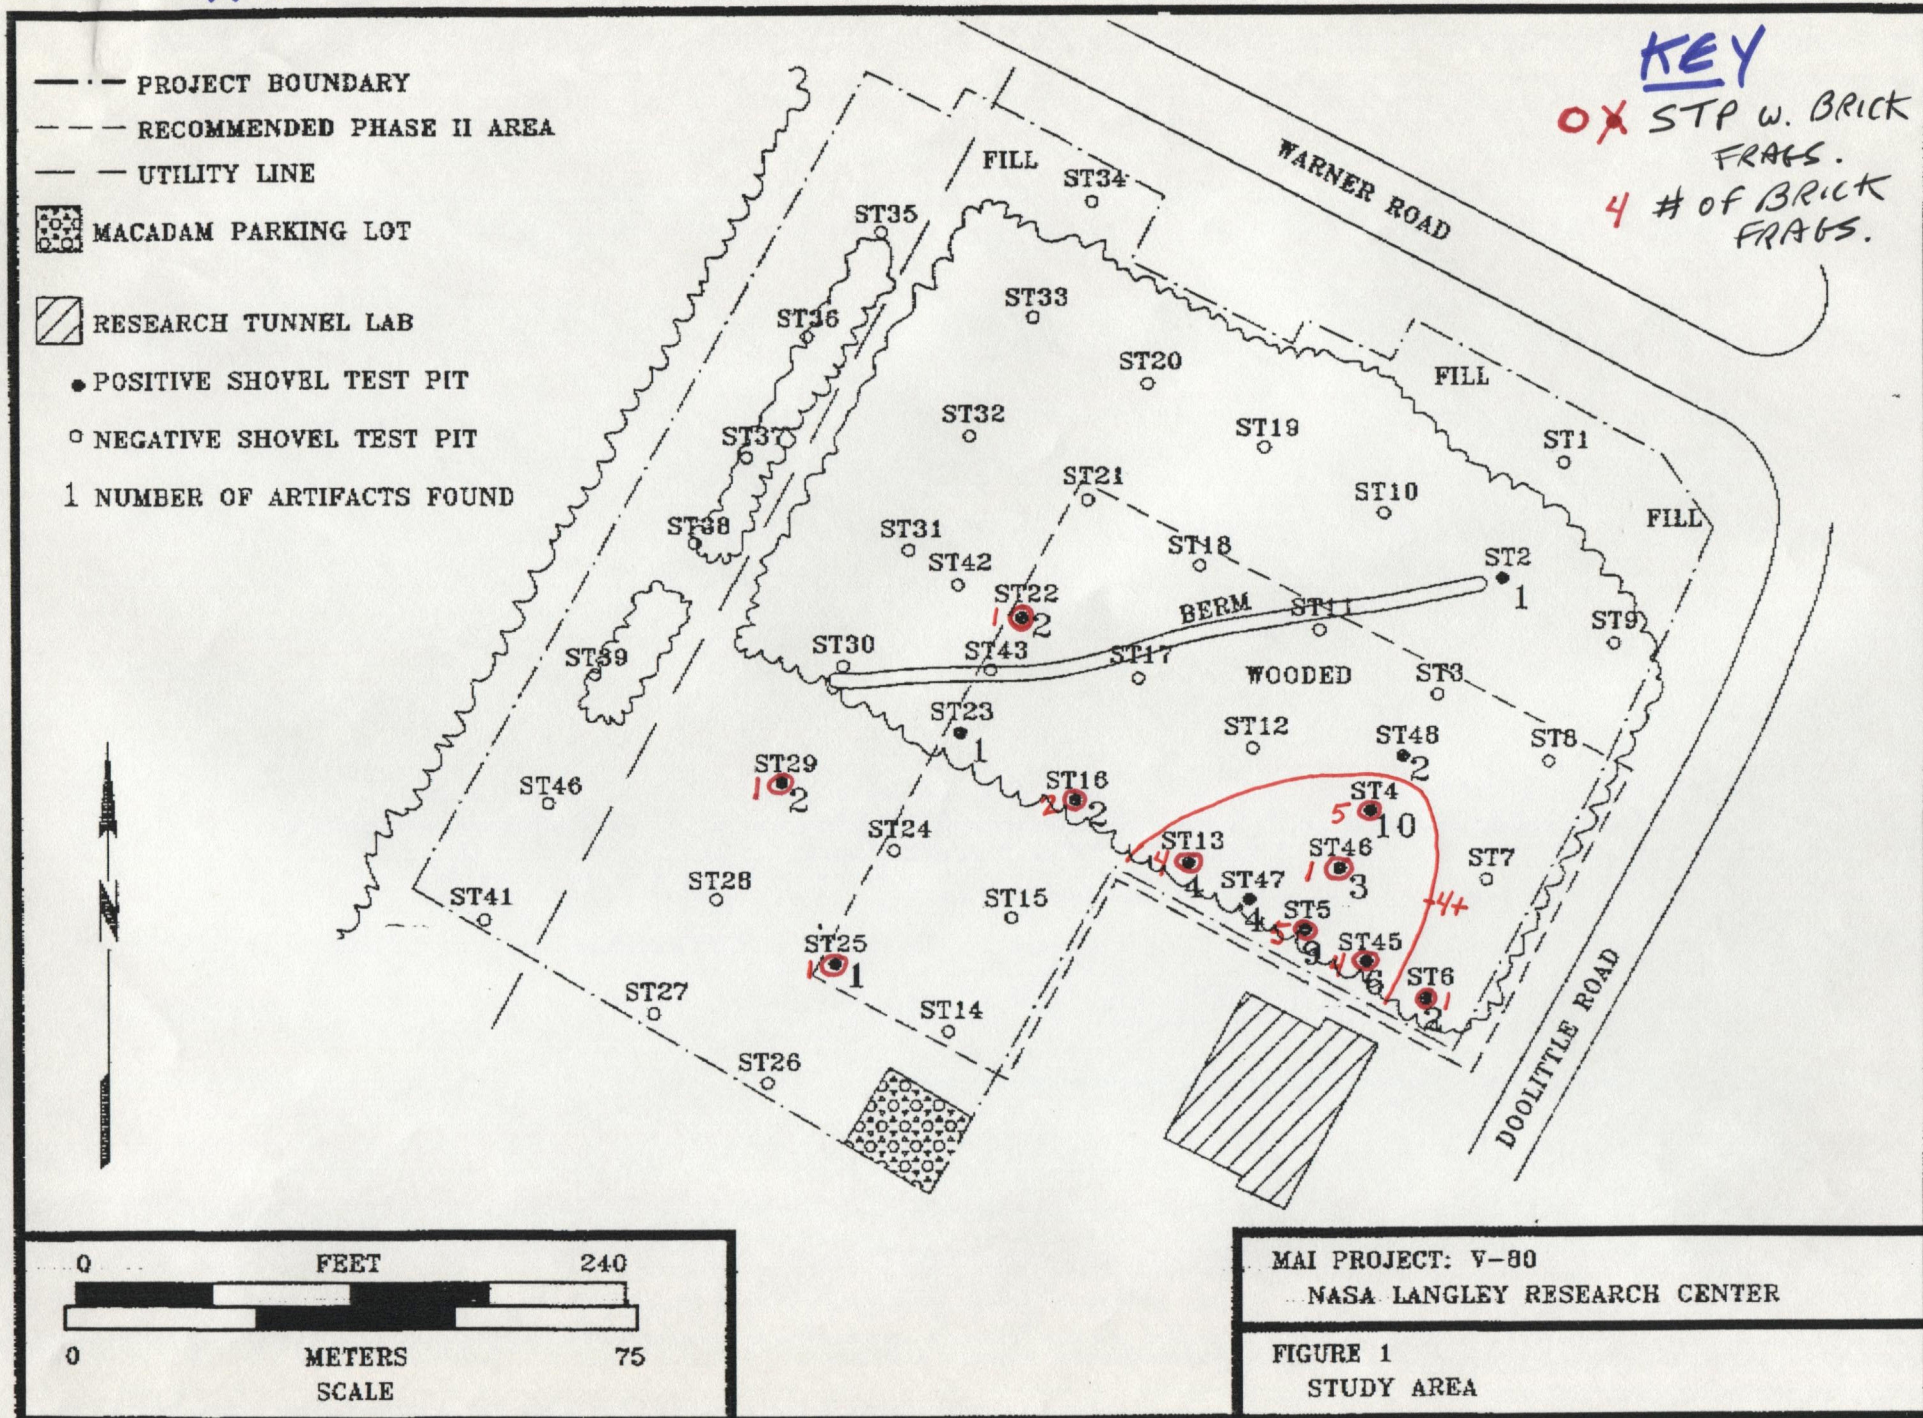 KEY
STP W. BRICK
FRAGS.
4 # OF BRICK
FRAGS.
PROJECT BOUNDARY
RECOMMENDED PHASE II AREA
UTILITY LINE
MACADAM PARKING LOT
RESEARCH TUNNEL LAB
POSITIVE SHOVEL TEST PIT
NEGATIVE SHOVEL TEST PIT
1 NUMBER OF ARTIFACTS FOUND
WARNER ROAD
FILL
ST34
ST35
ST33
ST36
ST20
FILL
ST32
ST19
ST1
ST37
ST21
ST10
FILL
ST38
ST31
ST18
ST2
1
ST42
ST22
1 2
BERM
ST11
ST9
ST30
ST43
ST17
WOODED
ST3
ST39
ST23
1
ST12
ST48
2
ST8
ST29
1 2
ST16
2 2
ST4
5 10
ST46
ST24
ST13
4 4
ST46
1 3
ST7
ST28
ST47
4
-4+
ST41
ST15
ST5
5 9
ST25
1 1
ST45
4 6
ST6
1
2
ST27
ST14
ST26
DOOLITTLE ROAD
N
0 FEET 240
0 METERS 75
SCALE
MAI PROJECT: V-80
NASA LANGLEY RESEARCH CENTER
FIGURE 1
STUDY AREA